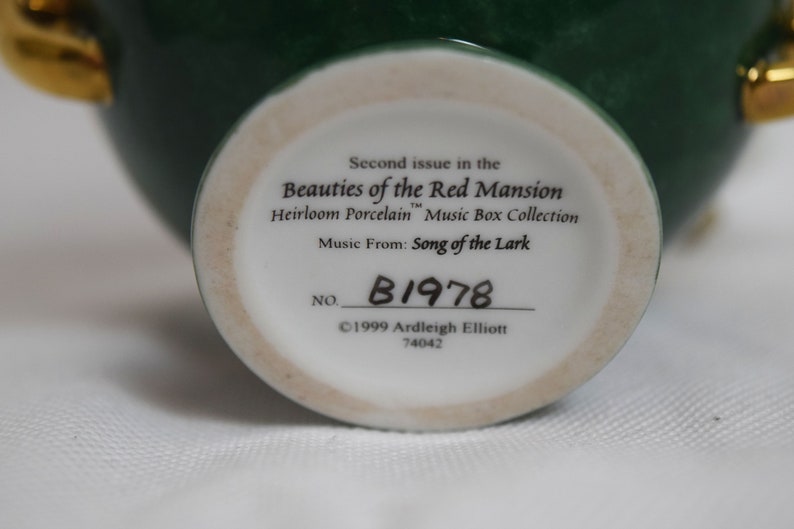 Second issue in the
Beauties of the Red Mansion
Heirloom Porcelain™ Music Box Collection
Music From: Song of the Lark
NO. B1978
©1999 Ardleigh Elliott
74042